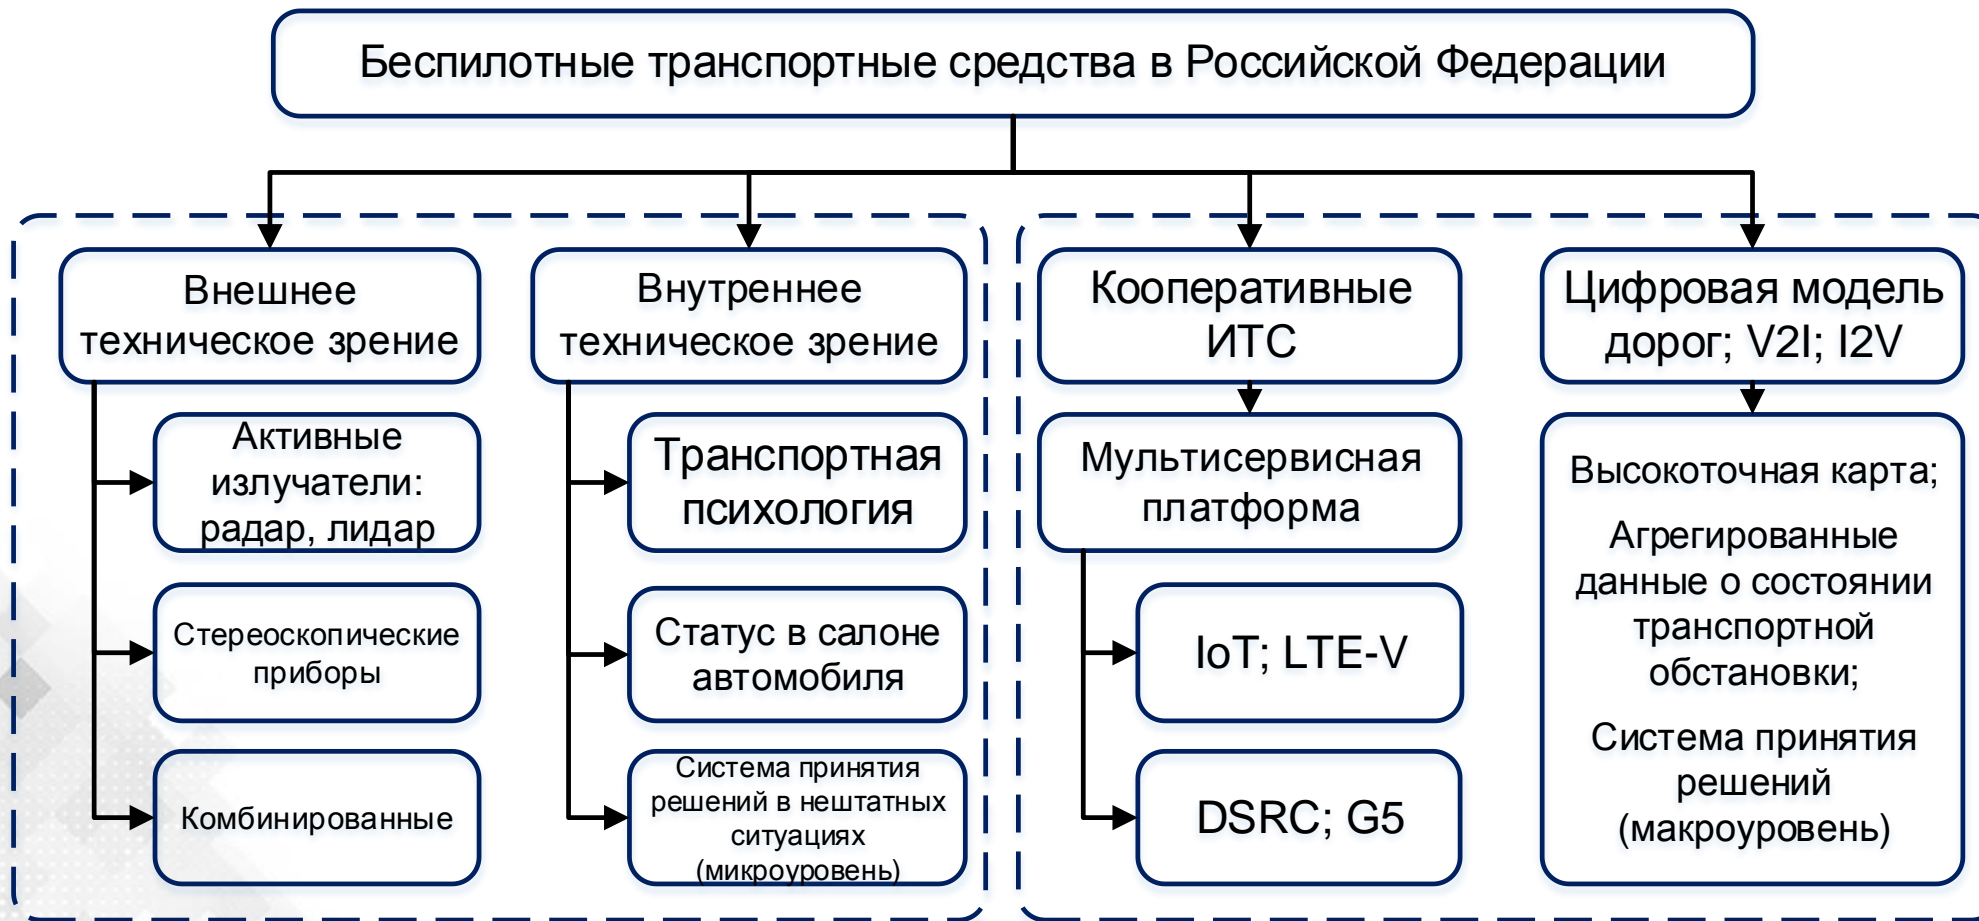 Беспилотные транспортные средства в Российской Федерации
Внешнее
техническое зрение
Активные
излучатели:
радар, лидар
Стереоскопические
приборы
Комбинированные
Внутреннее
техническое зрение
Транспортная
психология
Статус в салоне
автомобиля
Система принятия
решений в нештатных
ситуациях
(микроуровень)
Кооперативные
ИТС
Мультисервисная
платформа
IoT; LTE-V
DSRC; G5
Цифровая модель
дорог; V2I; I2V
Высокоточная карта;
Агрегированные
данные о состоянии
транспортной
обстановки;
Система принятия
решений
(макроуровень)